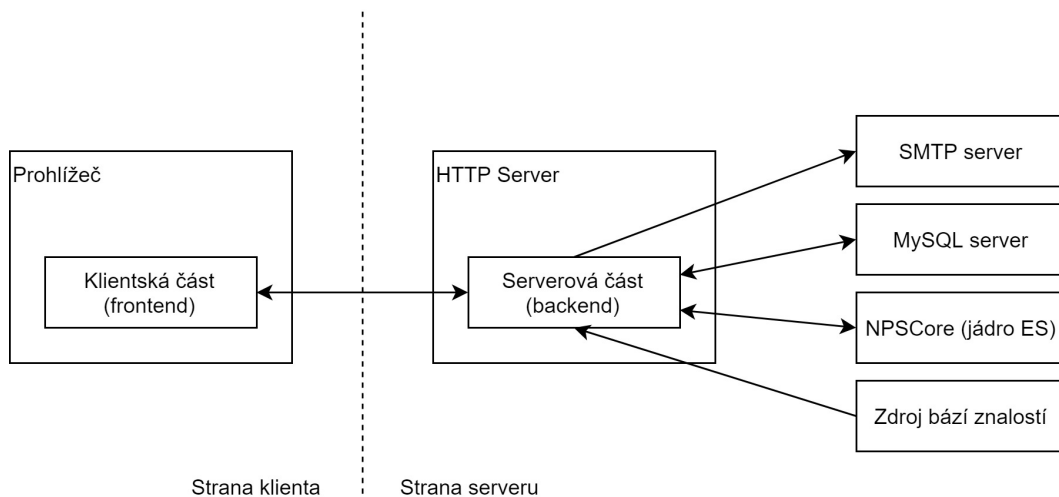 Prohlížeč
Klientská část
(frontend)
HTTP Server
Serverová část
(backend)
SMTP server
MySQL server
NPSCore (jádro ES)
Zdroj bází znalostí
Strana klienta
Strana serveru